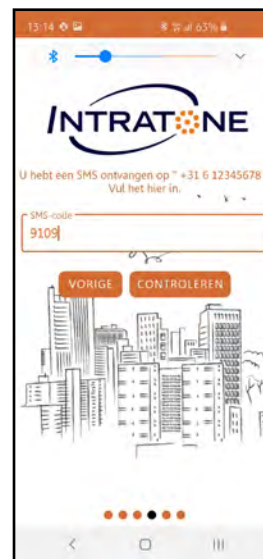 13:14
63%
INTRATONE
U hebt een SMS ontvangen op " +31 6 12345678
Vul het hier in.
SMS-code
9109
VORIGE
CONTROLEREN